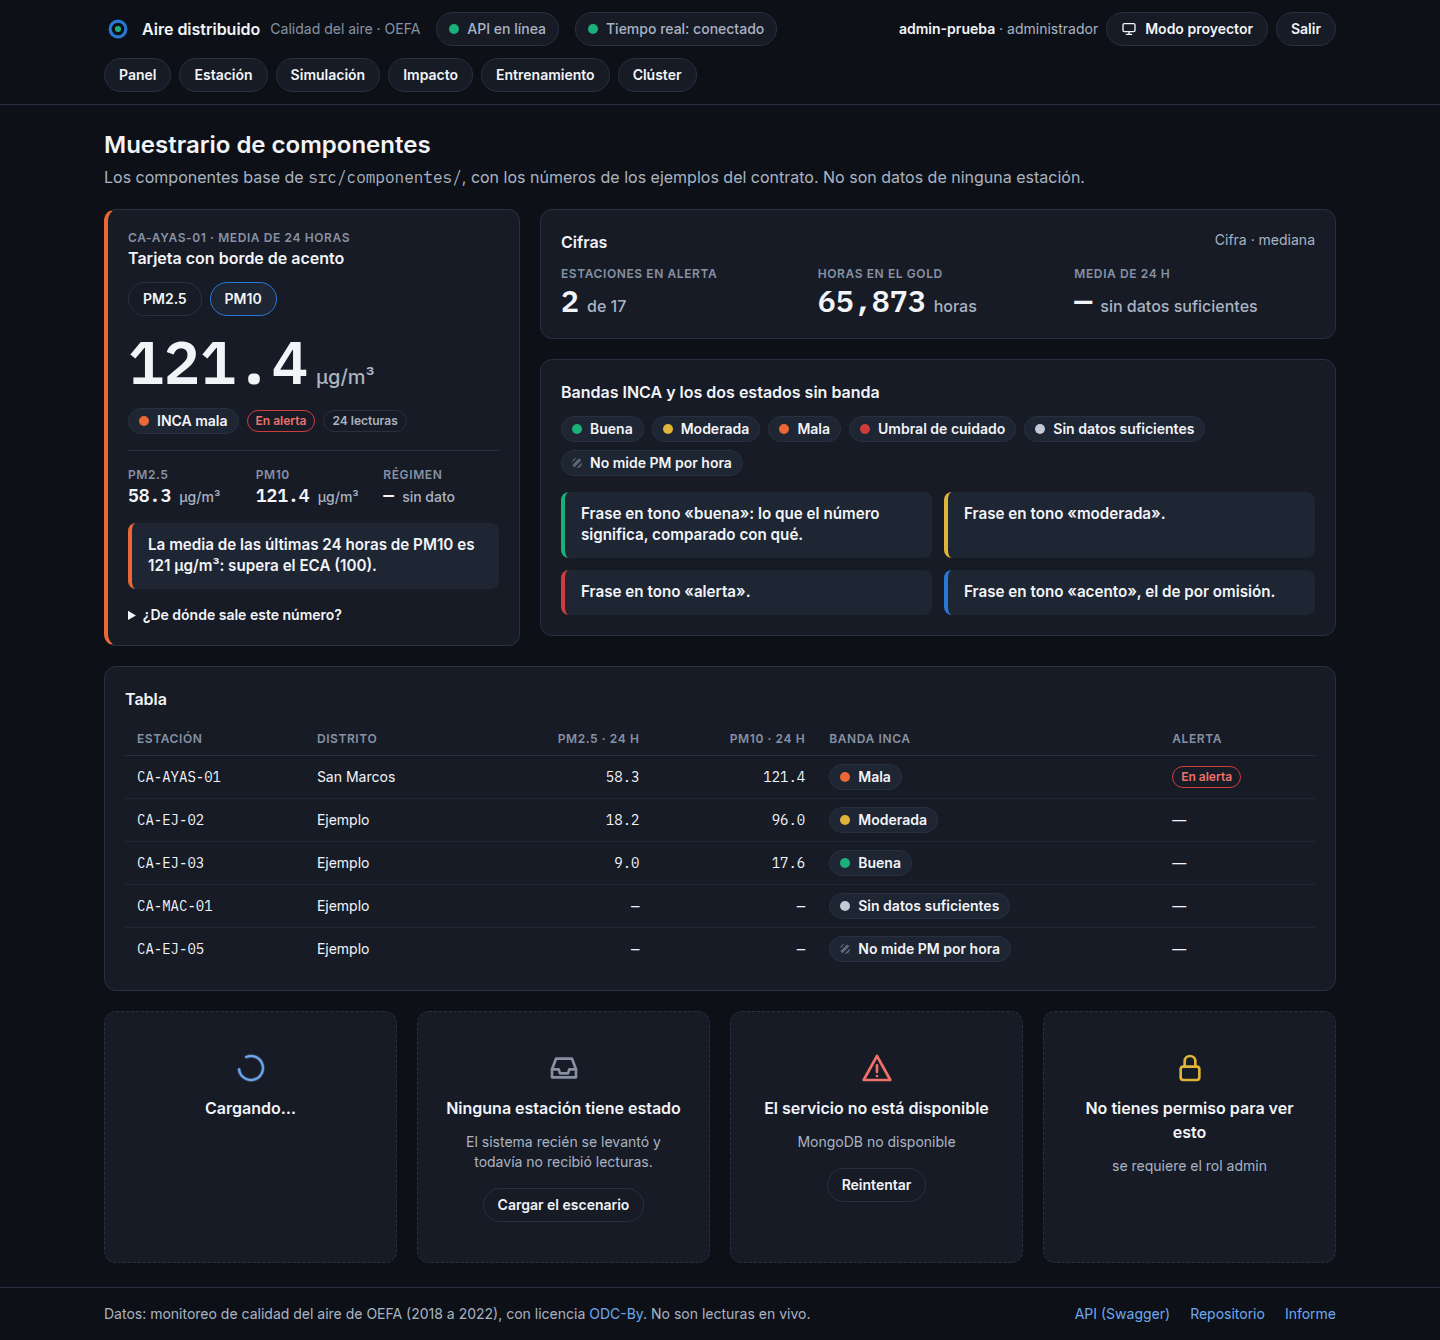 Aire distribuido Calidad del aire · OEFA API en línea Tiempo real: conectado admin-prueba · administrador Modo proyector Salir
Panel Estación Simulación Impacto Entrenamiento Clúster
Muestrario de componentes
Los componentes base de src/componentes/, con los números de los ejemplos del contrato. No son datos de ninguna estación.
CA-AYAS-01 · MEDIA DE 24 HORAS
Tarjeta con borde de acento
PM2.5 PM10
121.4 µg/m³
INCA mala En alerta 24 lecturas
PM2.5 PM10 RÉGIMEN
58.3 µg/m³ 121.4 µg/m³ — sin dato
La media de las últimas 24 horas de PM10 es
121 µg/m³: supera el ECA (100).
¿De dónde sale este número?
Cifras Cifra · mediana
ESTACIONES EN ALERTA HORAS EN EL GOLD MEDIA DE 24 H
2 de 17 65,873 horas — sin datos suficientes
Bandas INCA y los dos estados sin banda
Buena Moderada Mala Umbral de cuidado Sin datos suficientes
No mide PM por hora
Frase en tono «buena»: lo que el número
significa, comparado con qué.
Frase en tono «moderada».
Frase en tono «alerta».
Frase en tono «acento», el de por omisión.
Tabla
ESTACIÓN DISTRITO PM2.5 · 24 H PM10 · 24 H BANDA INCA ALERTA
CA-AYAS-01 San Marcos 58.3 121.4 Mala En alerta
CA-EJ-02 Ejemplo 18.2 96.0 Moderada —
CA-EJ-03 Ejemplo 9.0 17.6 Buena —
CA-MAC-01 Ejemplo — — Sin datos suficientes —
CA-EJ-05 Ejemplo — — No mide PM por hora —
Cargando...
Ninguna estación tiene estado
El sistema recién se levantó y
todavía no recibió lecturas.
Cargar el escenario
El servicio no está disponible
MongoDB no disponible
Reintentar
No tienes permiso para ver
esto
se requiere el rol admin
Datos: monitoreo de calidad del aire de OEFA (2018 a 2022), con licencia ODC-By. No son lecturas en vivo. API (Swagger) Repositorio Informe